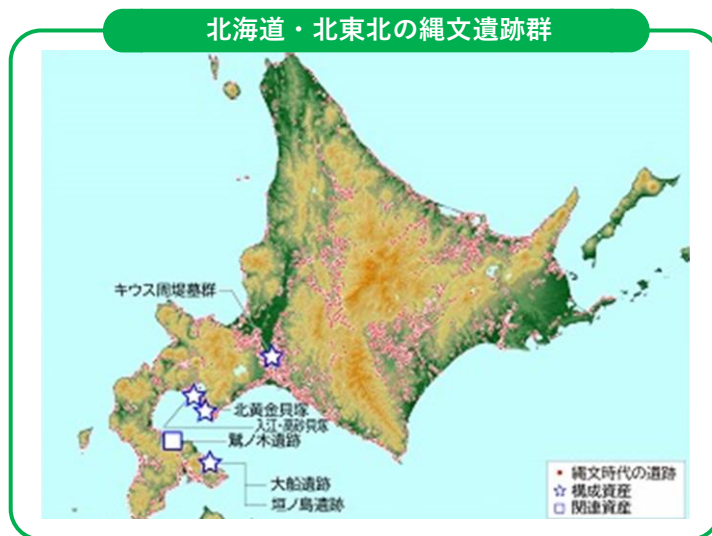 北海道・北東北の縄文遺跡群
キウス周堤墓群
北黄金貝塚
入江・高砂貝塚
鷲ノ木遺跡
大船遺跡
垣ノ島遺跡
縄文時代の遺跡
構成資産
関連資産